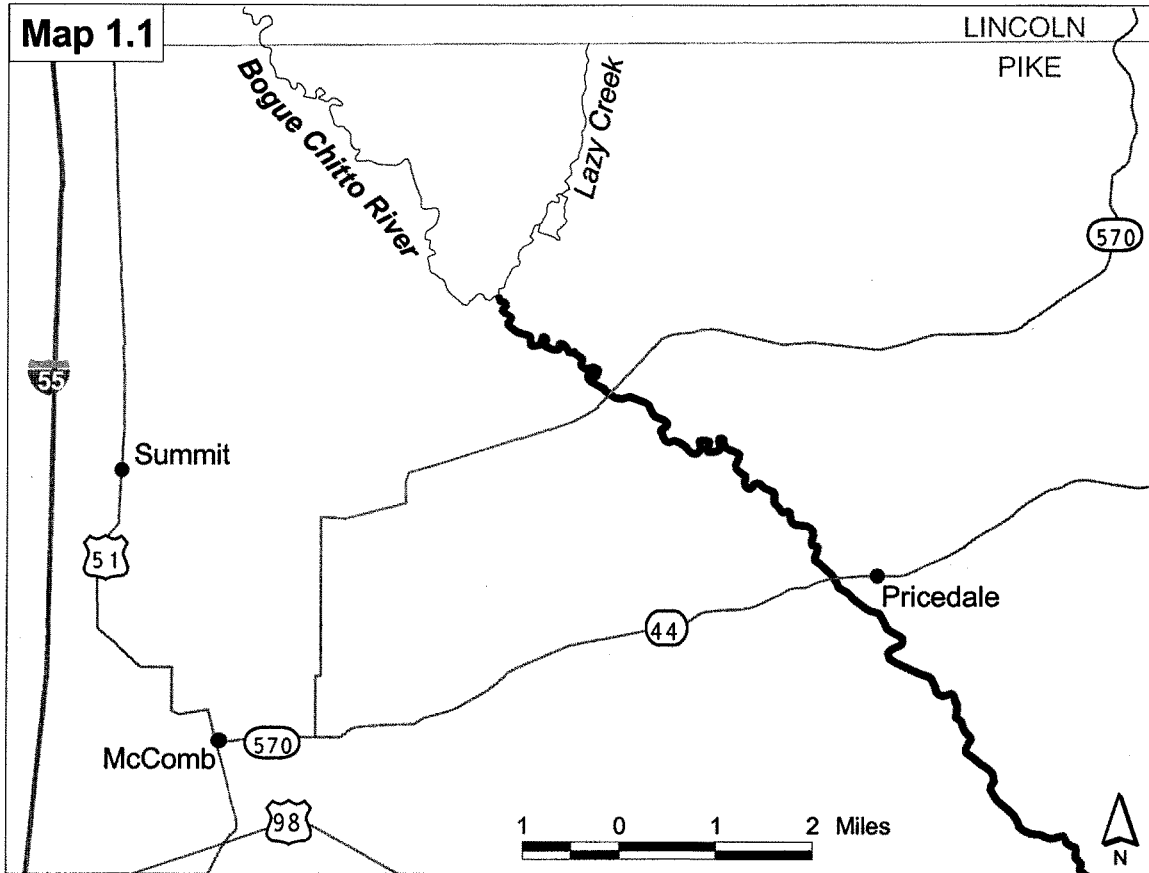 Map 1.1
LINCOLN
PIKE
Bogue Chitto River
Lazy Creek
570
55
Summit
51
Pricedale
44
McComb
570
98
1 0 1 2 Miles
N